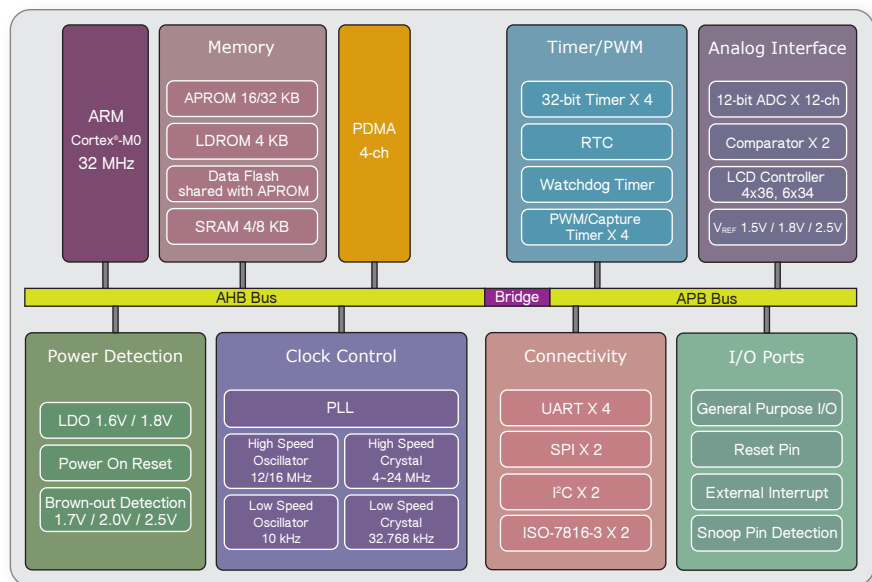 ARM
Cortex®-M0
32 MHz
Memory
APROM 16/32 KB
LDROM 4 KB
Data Flash
shared with APROM
SRAM 4/8 KB
PDMA
4-ch
Timer/PWM
32-bit Timer X 4
RTC
Watchdog Timer
PWM/Capture
Timer X 4
Analog Interface
12-bit ADC X 12-ch
Comparator X 2
LCD Controller
4x36, 6x34
VREF 1.5V / 1.8V / 2.5V
AHB Bus
Bridge
APB Bus
Power Detection
LDO 1.6V / 1.8V
Power On Reset
Brown-out Detection
1.7V / 2.0V / 2.5V
Clock Control
PLL
High Speed
Oscillator
12/16 MHz
High Speed
Crystal
4~24 MHz
Low Speed
Oscillator
10 kHz
Low Speed
Crystal
32.768 kHz
Connectivity
UART X 4
SPI X 2
I²C X 2
ISO-7816-3 X 2
I/O Ports
General Purpose I/O
Reset Pin
External Interrupt
Snoop Pin Detection